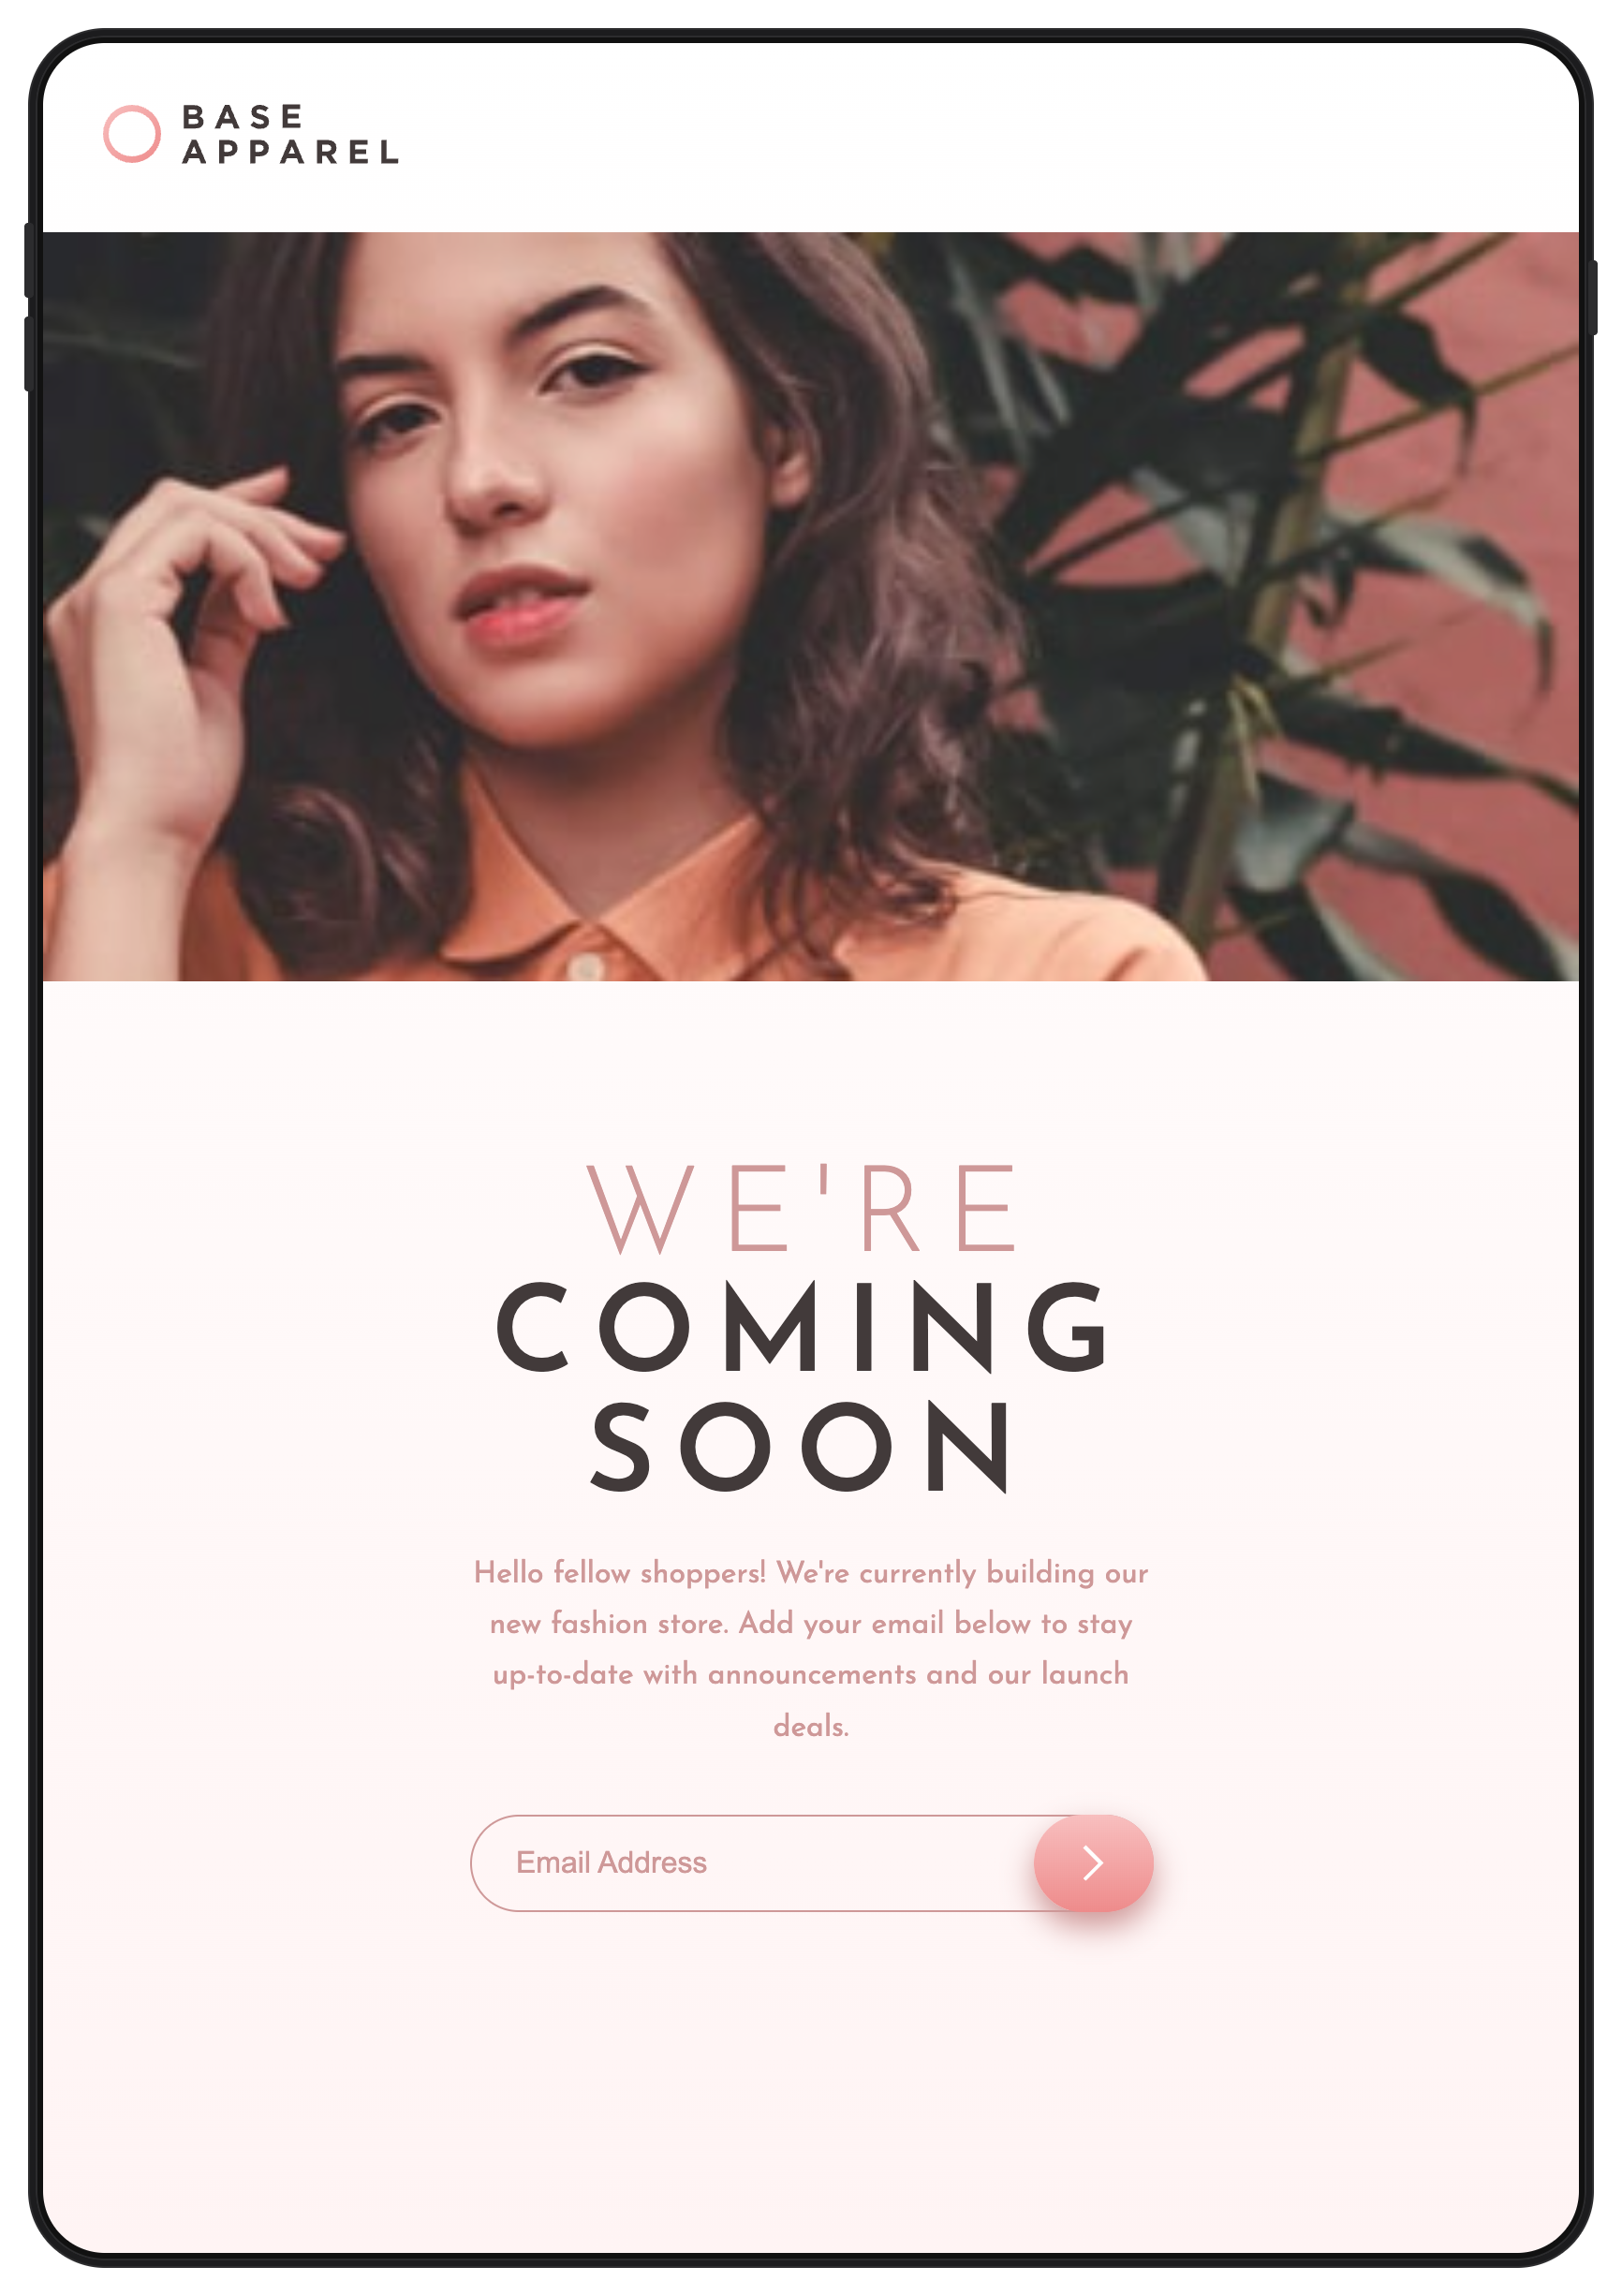 BASE
APPAREL
WE'RE
COMING
SOON
Hello fellow shoppers! We're currently building our
new fashion store. Add your email below to stay
up-to-date with announcements and our launch
deals.
Email Address